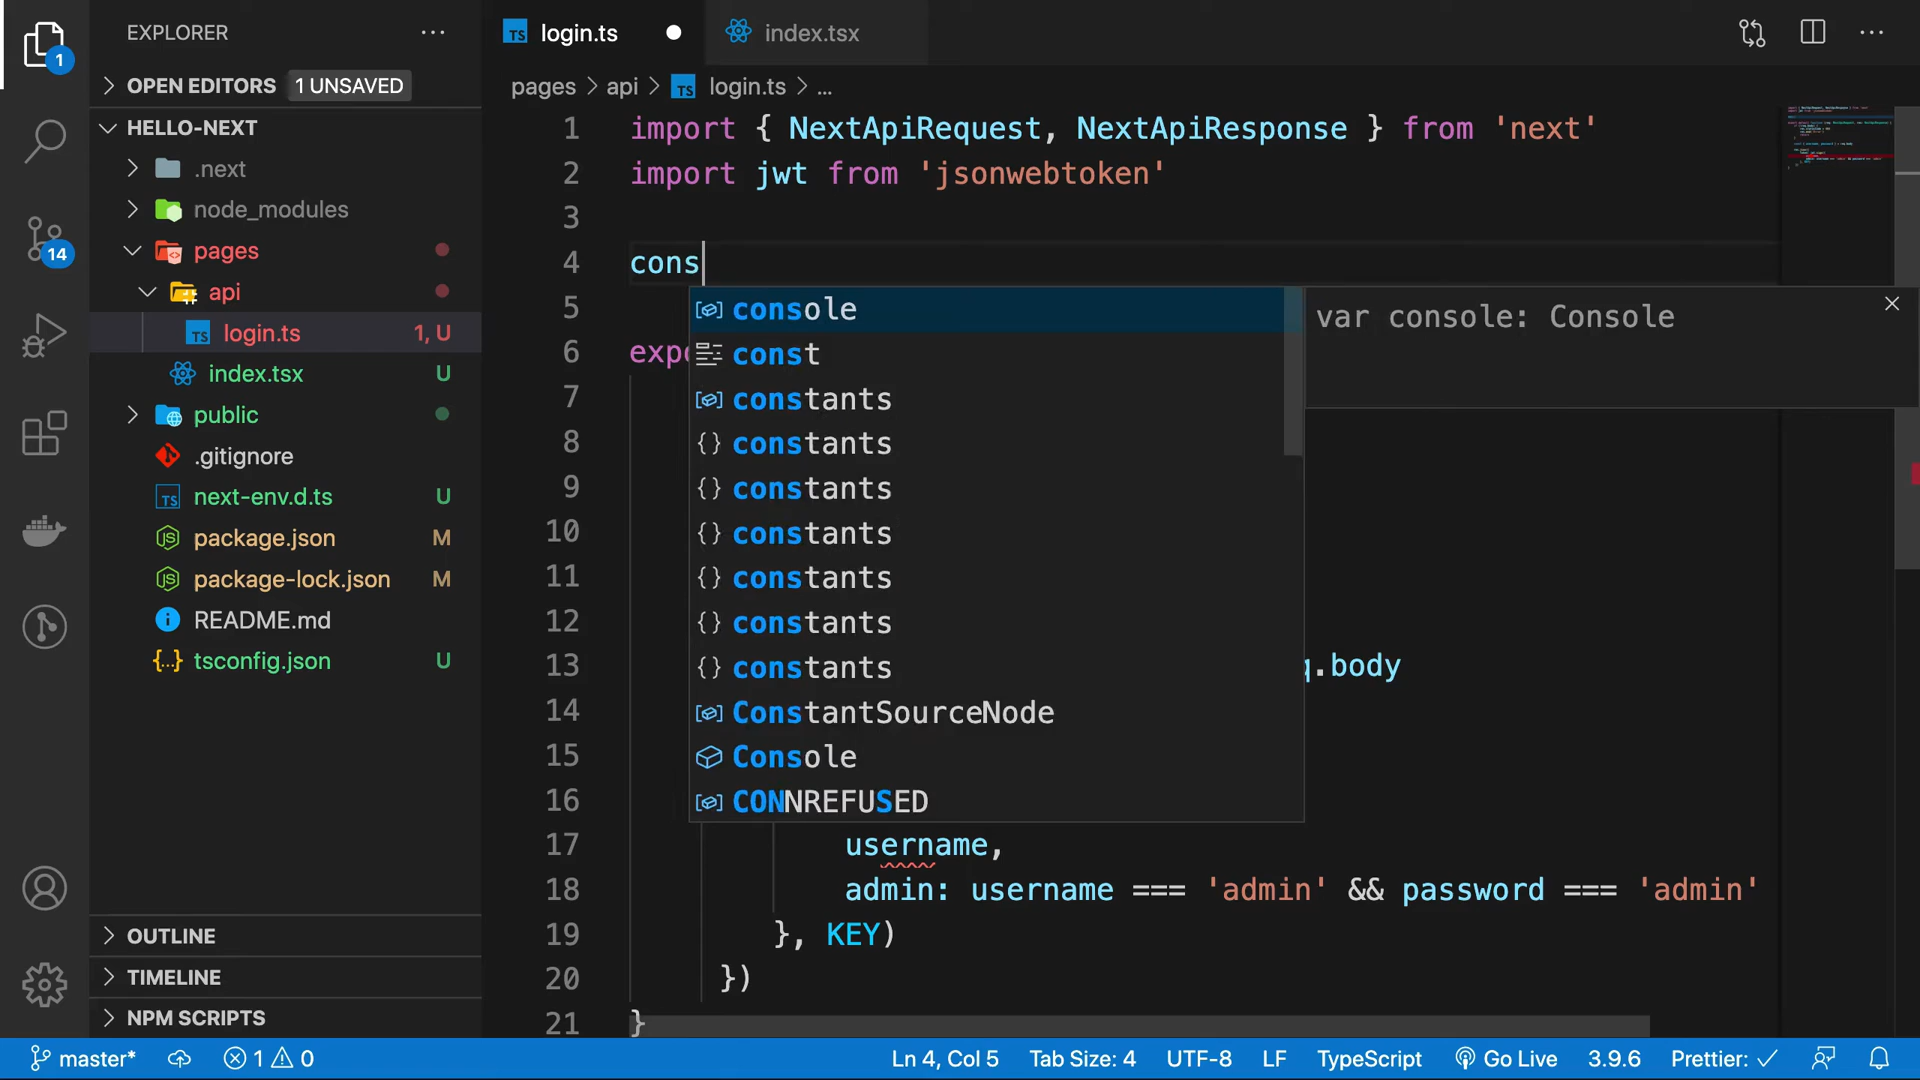 EXPLORER
OPEN EDITORS 1 UNSAVED
HELLO-NEXT
.next
node_modules
pages
api
login.ts 1, U
index.tsx U
public
.gitignore
next-env.d.ts U
package.json M
package-lock.json M
README.md
tsconfig.json U
OUTLINE
TIMELINE
NPM SCRIPTS
1
14
login.ts
index.tsx
pages > api > TS login.ts > ...
1 import { NextApiRequest, NextApiResponse } from 'next'
2 import jwt from 'jsonwebtoken'
3
4 cons
5
6 expo
7
8
9
10
11
12
13 q.body
14
15
16
17 username,
18 admin: username === 'admin' && password === 'admin'
19 }, KEY)
20 })
21 }
console
const
constants
constants
constants
constants
constants
constants
constants
ConstantSourceNode
Console
CONNREFUSED
var console: Console
master* 1 0 Ln 4, Col 5 Tab Size: 4 UTF-8 LF TypeScript Go Live 3.9.6 Prettier: ✓